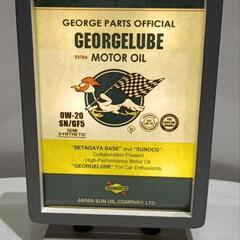 GEORGE PARTS OFFICIAL
GEORGELUBE
EXTRA MOTOR OIL
0W-20
SN/GF5
SEMI
SYNTHETIC
"SETAGAYA BASE" and "SUNOCO"
Collaboration Present
High-Performance Motor Oil
"GEORGELUBE" For Car Enthusiasts
SUNOCO
JAPAN SUN OIL COMPANY, LTD.